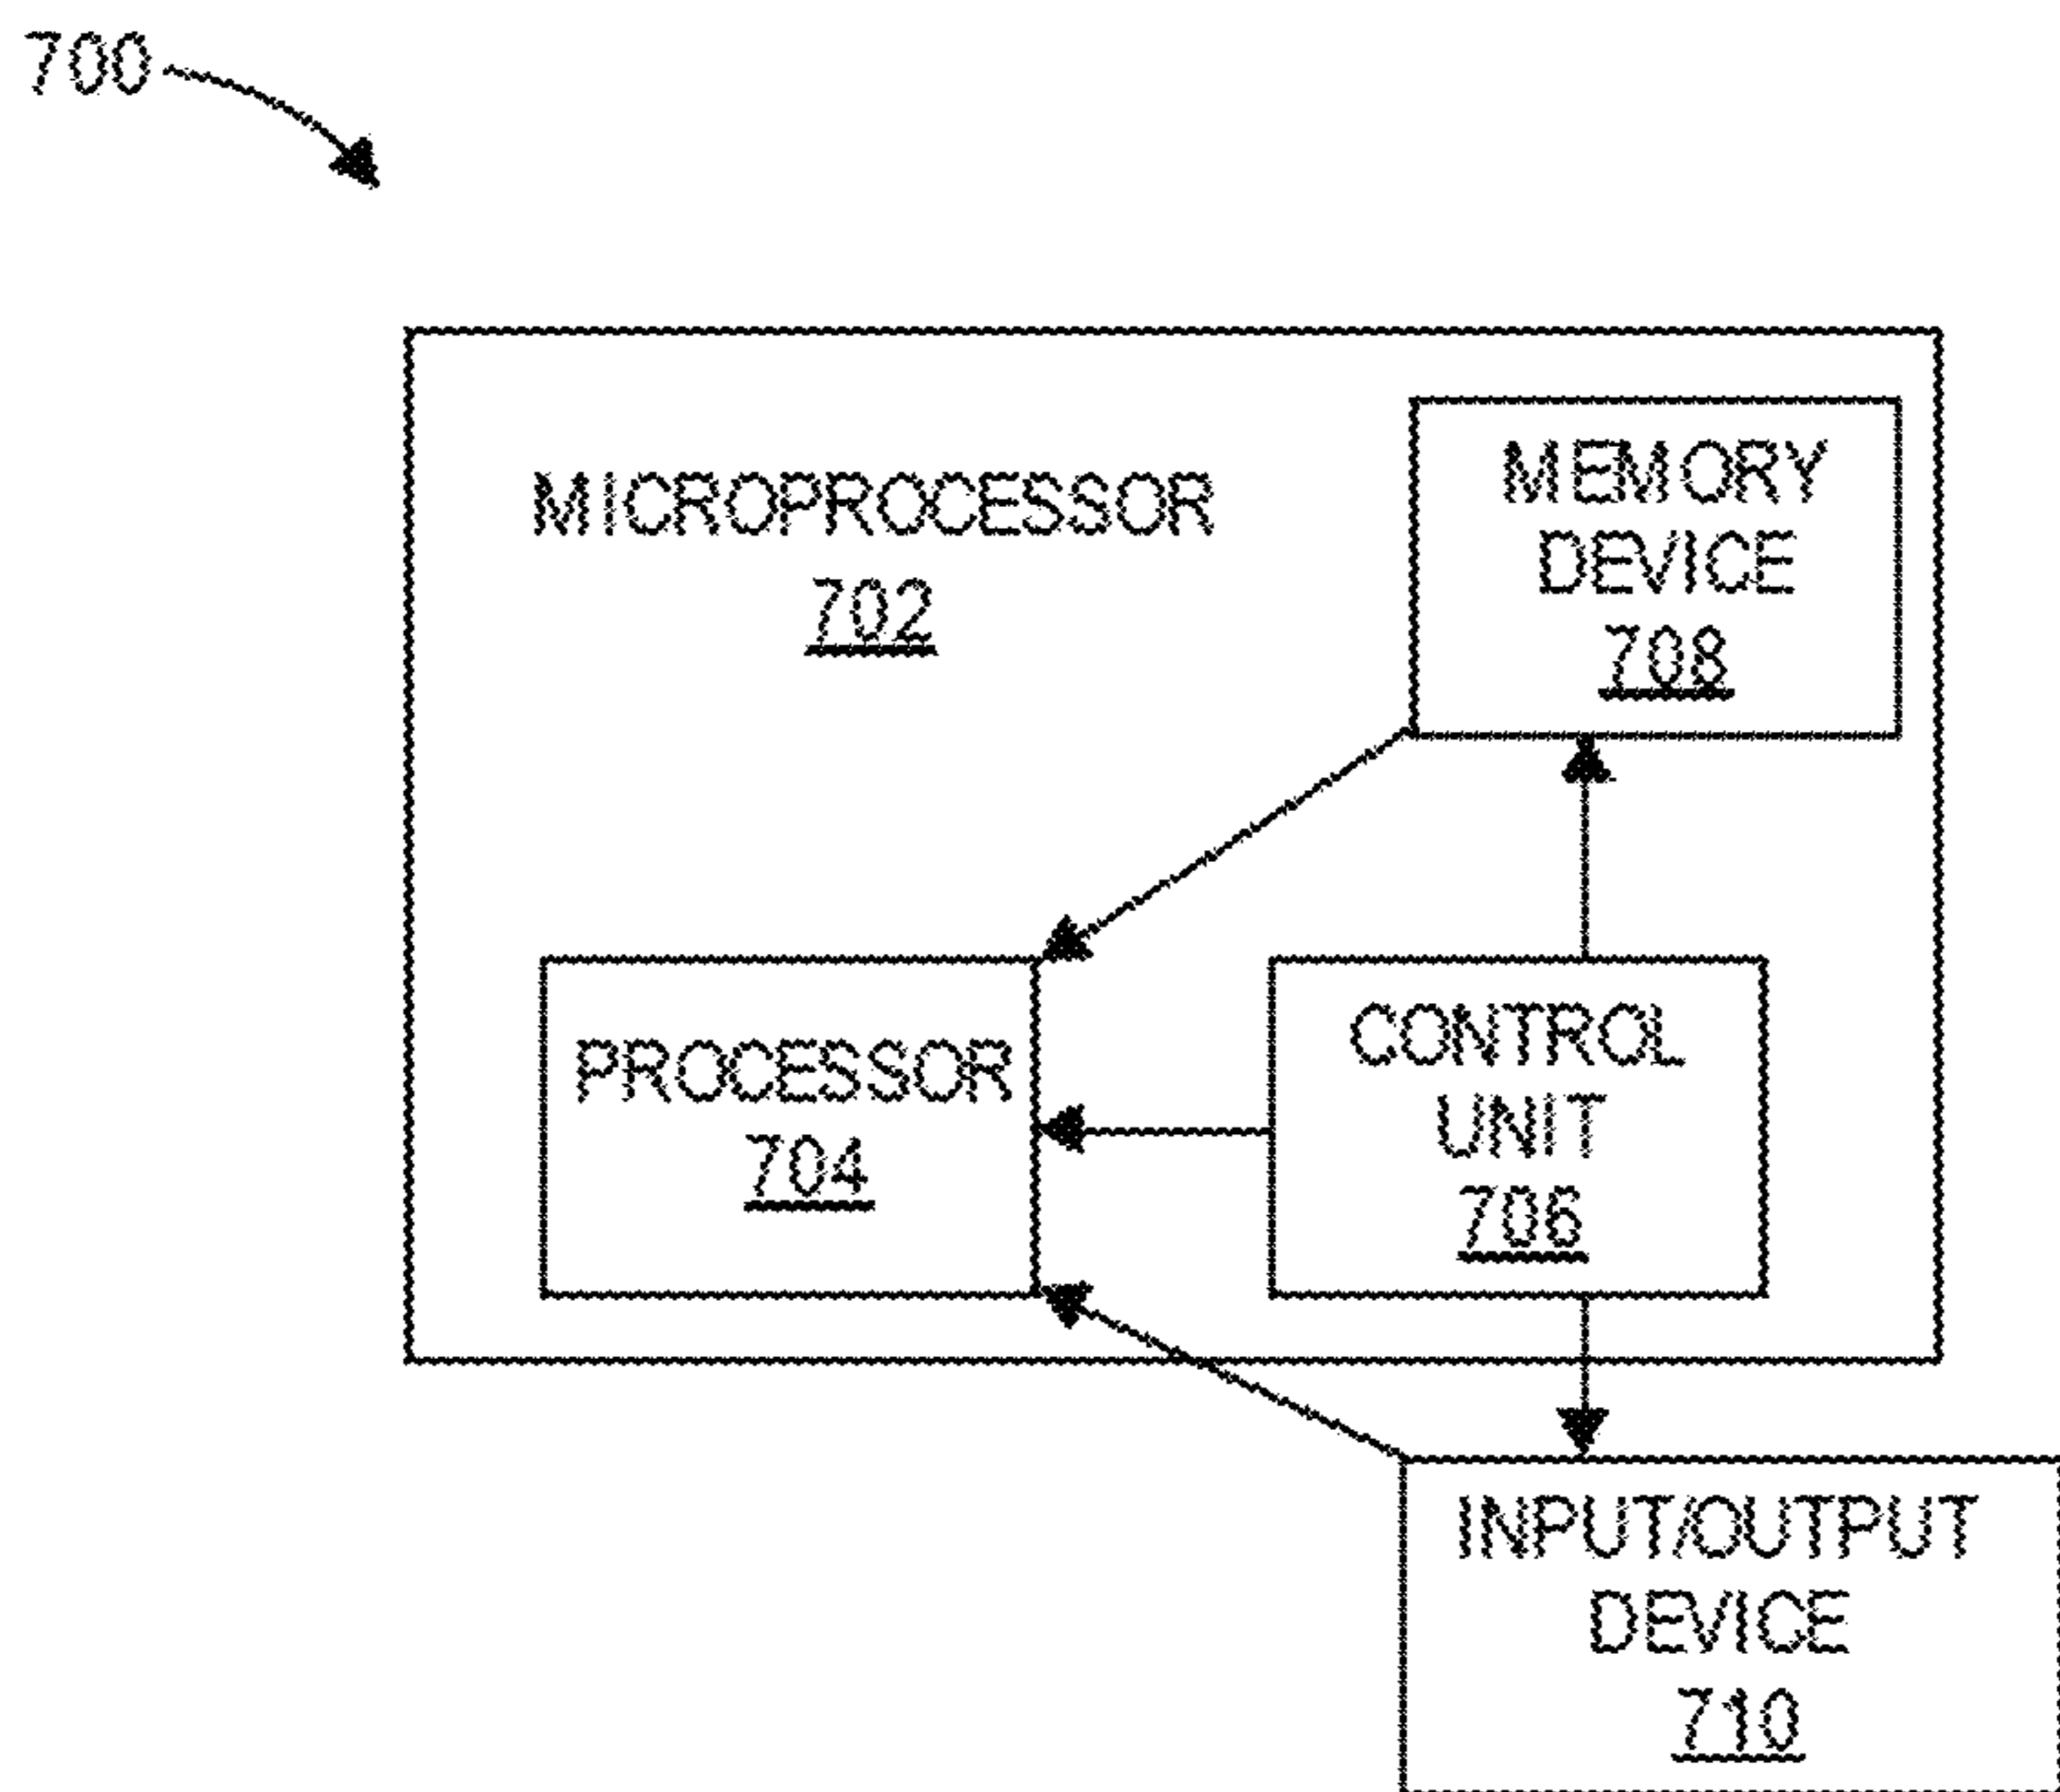 700
MICROPROCESSOR
702
MEMORY
DEVICE
708
PROCESSOR
704
CONTROL
UNIT
706
INPUT/OUTPUT
DEVICE
710